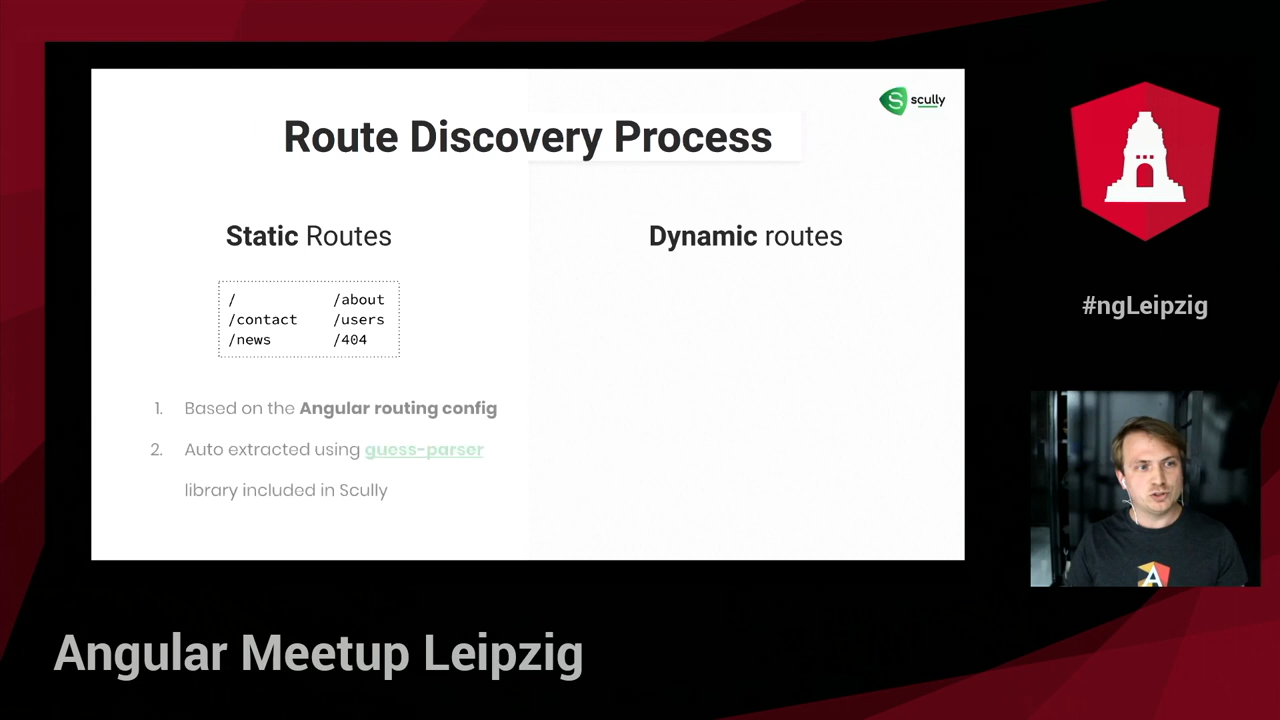 scully
Route Discovery Process
Static Routes
/ /about
/contact /users
/news /404
1. Based on the Angular routing config
2. Auto extracted using guess-parser
library included in Scully
Dynamic routes
#ngLeipzig
Angular Meetup Leipzig